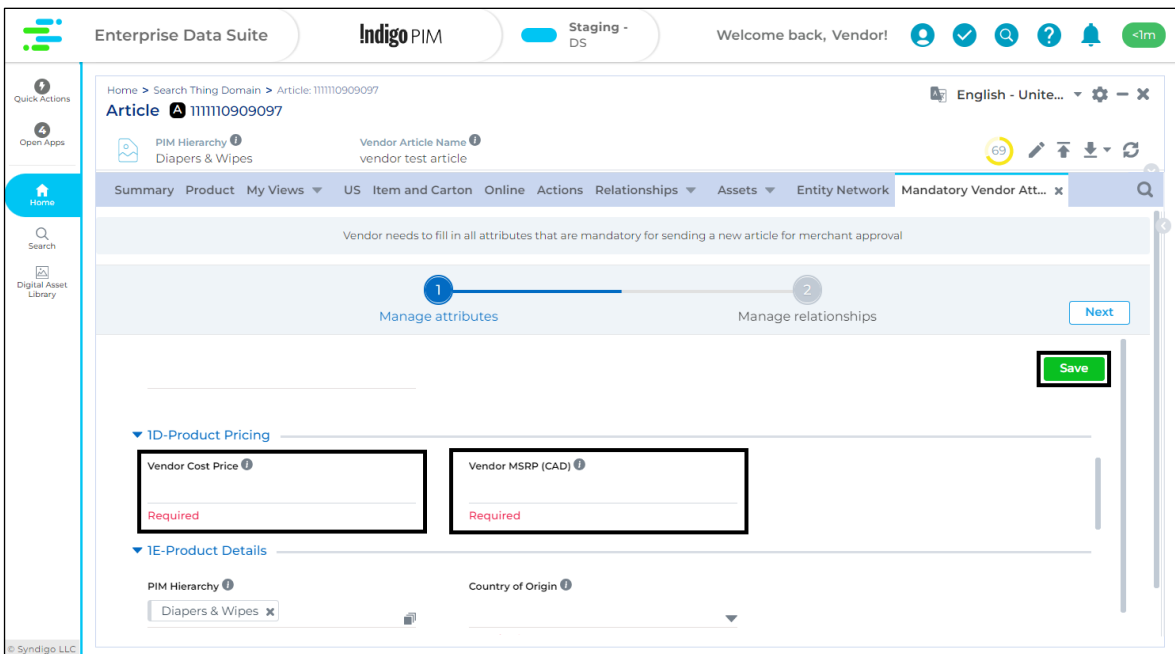 Enterprise Data Suite
!ndigo PIM
Staging -
DS
Welcome back, Vendor!
?
<1m
Quick Actions
4
Open Apps
Home
Search
Digital Asset
Library
© Syndigo LLC
Home > Search Thing Domain > Article: 1111110909097
Article A 1111110909097
English - Unite...
PIM Hierarchy i
Diapers & Wipes
Vendor Article Name i
vendor test article
69
Summary Product My Views US Item and Carton Online Actions Relationships Assets Entity Network Mandatory Vendor Att... x
Vendor needs to fill in all attributes that are mandatory for sending a new article for merchant approval
1
Manage attributes
2
Manage relationships
Next
Save
1D-Product Pricing
Vendor Cost Price i
Required
Vendor MSRP (CAD) i
Required
1E-Product Details
PIM Hierarchy i
Diapers & Wipes x
Country of Origin i